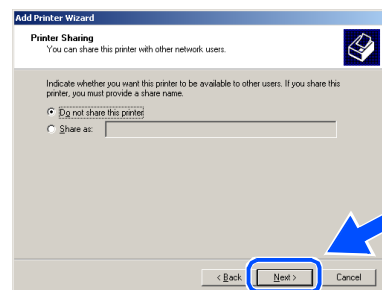 Add Printer Wizard
Printer Sharing
You can share this printer with other network users.
Indicate whether you want this printer to be available to other users. If you share this
printer, you must provide a share name.
Do not share this printer
Share as:
< Back Next > Cancel